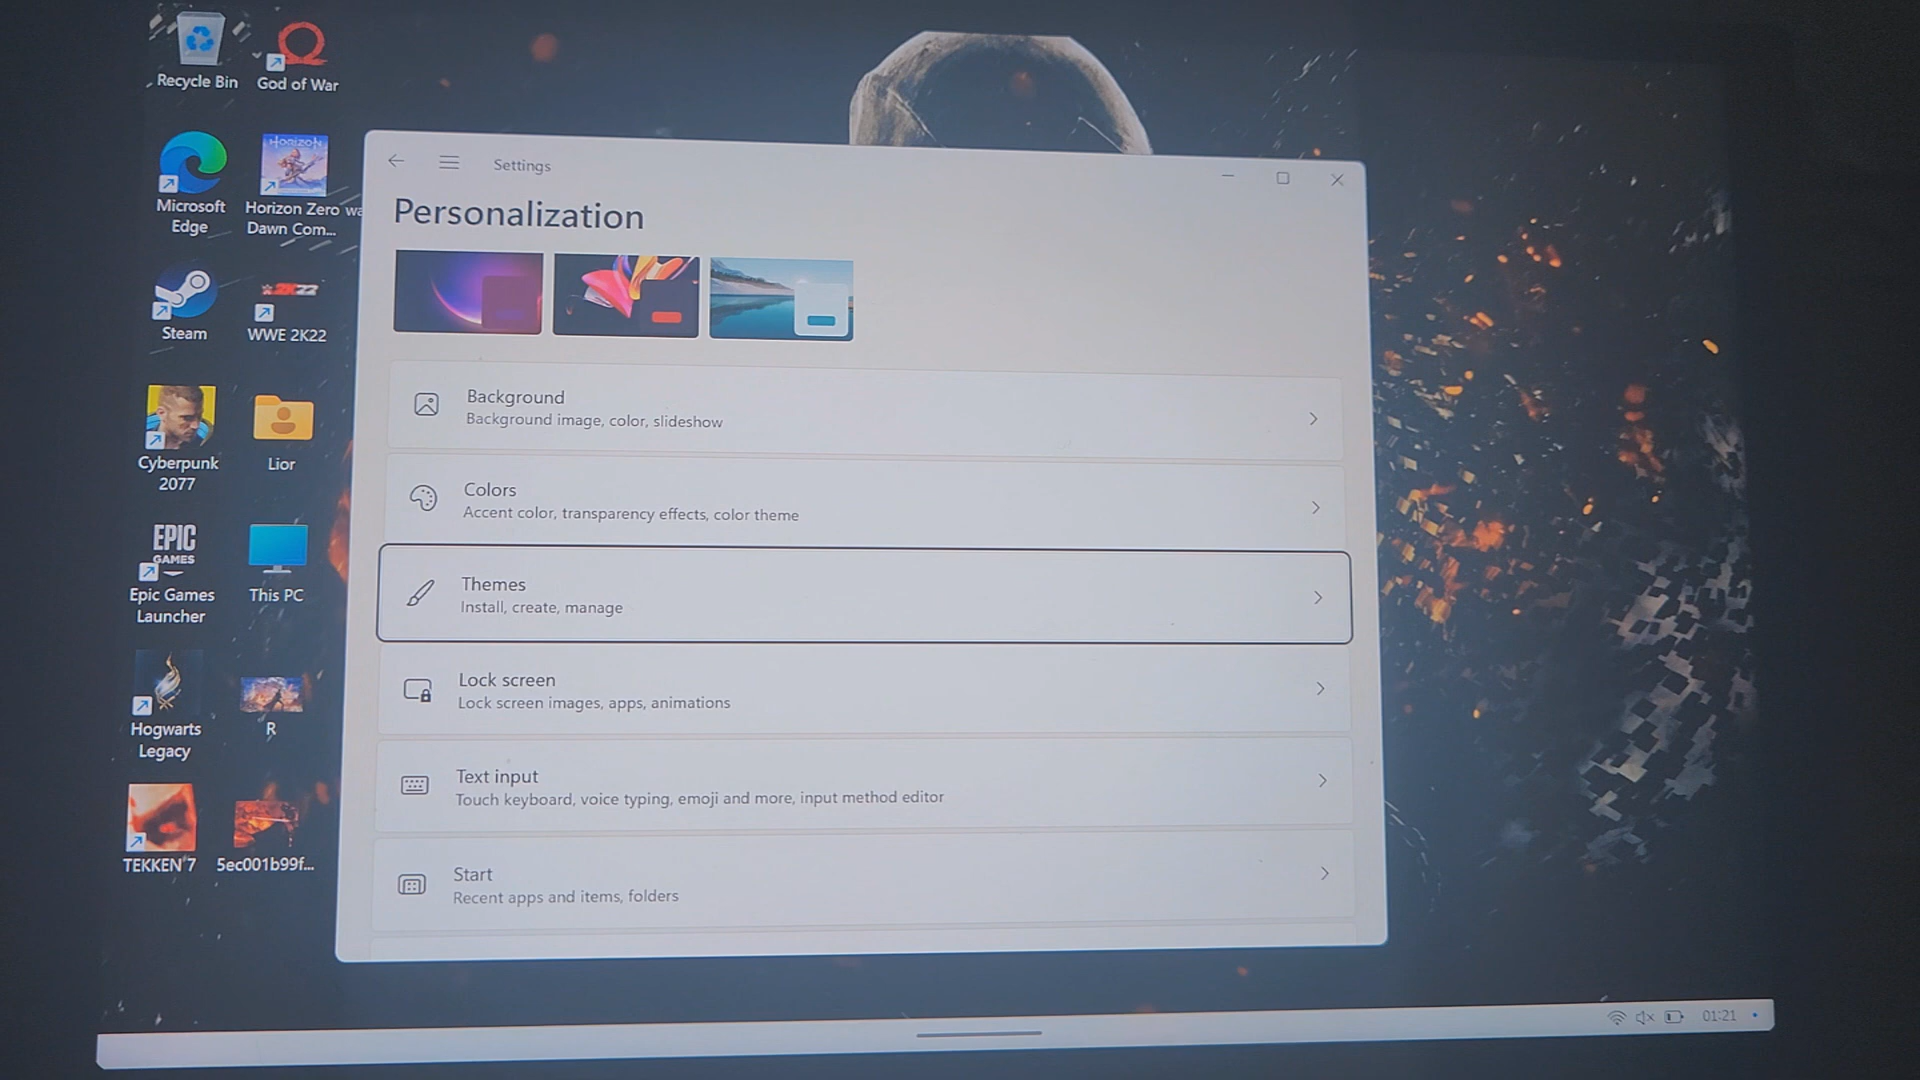 Recycle Bin
God of War
Microsoft
Edge
HORIZON
Horizon Zero
Dawn Com...
wa
Steam
2K22
WWE 2K22
Cyberpunk
2077
Lior
EPIC
GAMES
Epic Games
Launcher
This PC
Hogwarts
Legacy
R
TEKKEN 7
5ec001b99f...
Settings
Personalization
Background
Background image, color, slideshow
Colors
Accent color, transparency effects, color theme
Themes
Install, create, manage
Lock screen
Lock screen images, apps, animations
Text input
Touch keyboard, voice typing, emoji and more, input method editor
Start
Recent apps and items, folders
01:21